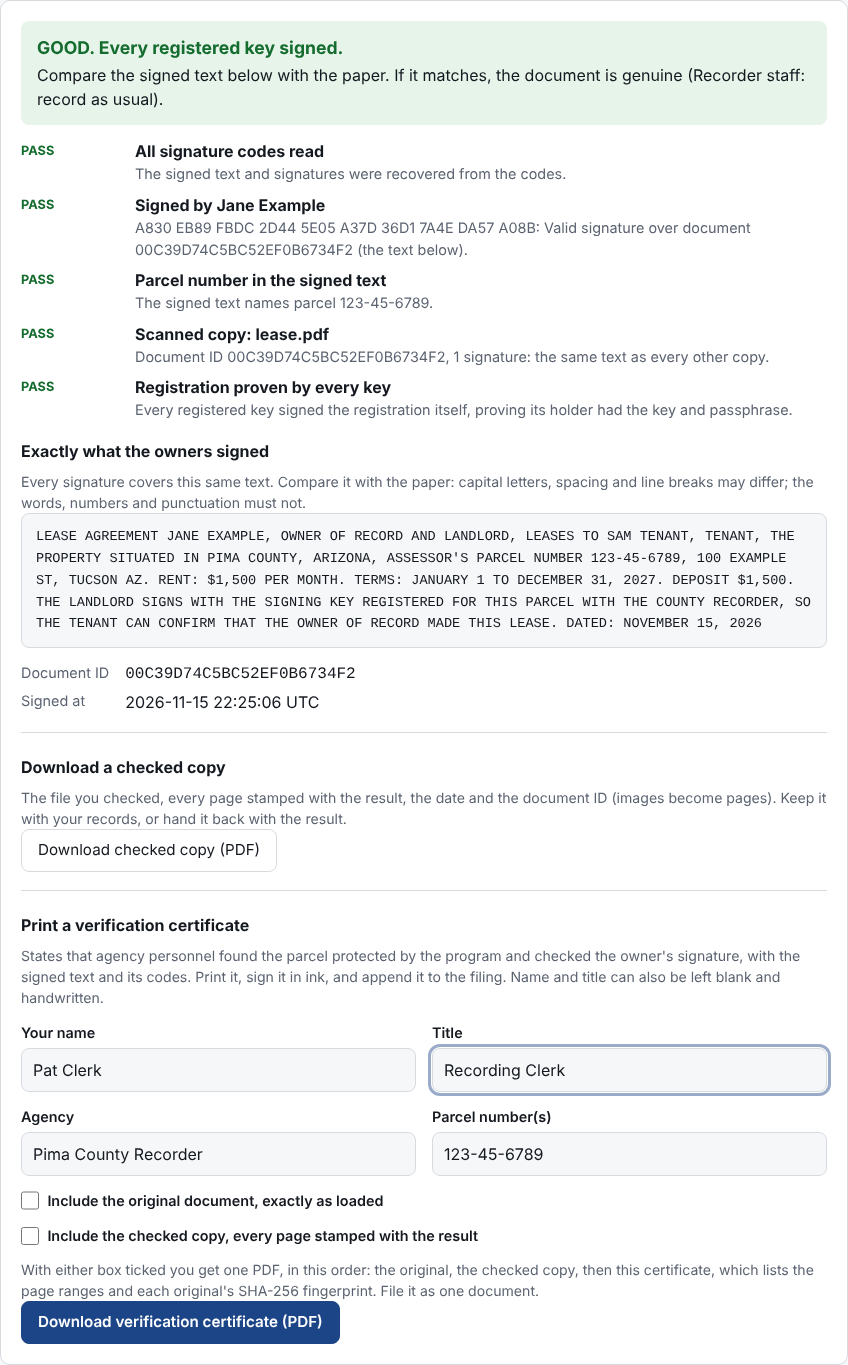 GOOD. Every registered key signed.
Compare the signed text below with the paper. If it matches, the document is genuine (Recorder staff:
record as usual).
PASS
All signature codes read
The signed text and signatures were recovered from the codes.
PASS
Signed by Jane Example
A830 EB89 FBDC 2D44 5E05 A37D 36D1 7A4E DA57 A08B: Valid signature over document
00C39D74C5BC52EF0B6734F2 (the text below).
PASS
Parcel number in the signed text
The signed text names parcel 123-45-6789.
PASS
Scanned copy: lease.pdf
Document ID 00C39D74C5BC52EF0B6734F2, 1 signature: the same text as every other copy.
PASS
Registration proven by every key
Every registered key signed the registration itself, proving its holder had the key and passphrase.
Exactly what the owners signed
Every signature covers this same text. Compare it with the paper: capital letters, spacing and line breaks may differ; the
words, numbers and punctuation must not.
LEASE AGREEMENT JANE EXAMPLE, OWNER OF RECORD AND LANDLORD, LEASES TO SAM TENANT, TENANT, THE
PROPERTY SITUATED IN PIMA COUNTY, ARIZONA, ASSESSOR'S PARCEL NUMBER 123-45-6789, 100 EXAMPLE
ST, TUCSON AZ. RENT: $1,500 PER MONTH. TERMS: JANUARY 1 TO DECEMBER 31, 2027. DEPOSIT $1,500.
THE LANDLORD SIGNS WITH THE SIGNING KEY REGISTERED FOR THIS PARCEL WITH THE COUNTY RECORDER, SO
THE TENANT CAN CONFIRM THAT THE OWNER OF RECORD MADE THIS LEASE. DATED: NOVEMBER 15, 2026
Document ID 00C39D74C5BC52EF0B6734F2
Signed at 2026-11-15 22:25:06 UTC
Download a checked copy
The file you checked, every page stamped with the result, the date and the document ID (images become pages). Keep it
with your records, or hand it back with the result.
Download checked copy (PDF)
Print a verification certificate
States that agency personnel found the parcel protected by the program and checked the owner's signature, with the
signed text and its codes. Print it, sign it in ink, and append it to the filing. Name and title can also be left blank and
handwritten.
Your name
Pat Clerk
Title
Recording Clerk
Agency
Pima County Recorder
Parcel number(s)
123-45-6789
Include the original document, exactly as loaded
Include the checked copy, every page stamped with the result
With either box ticked you get one PDF, in this order: the original, the checked copy, then this certificate, which lists the
page ranges and each original's SHA-256 fingerprint. File it as one document.
Download verification certificate (PDF)